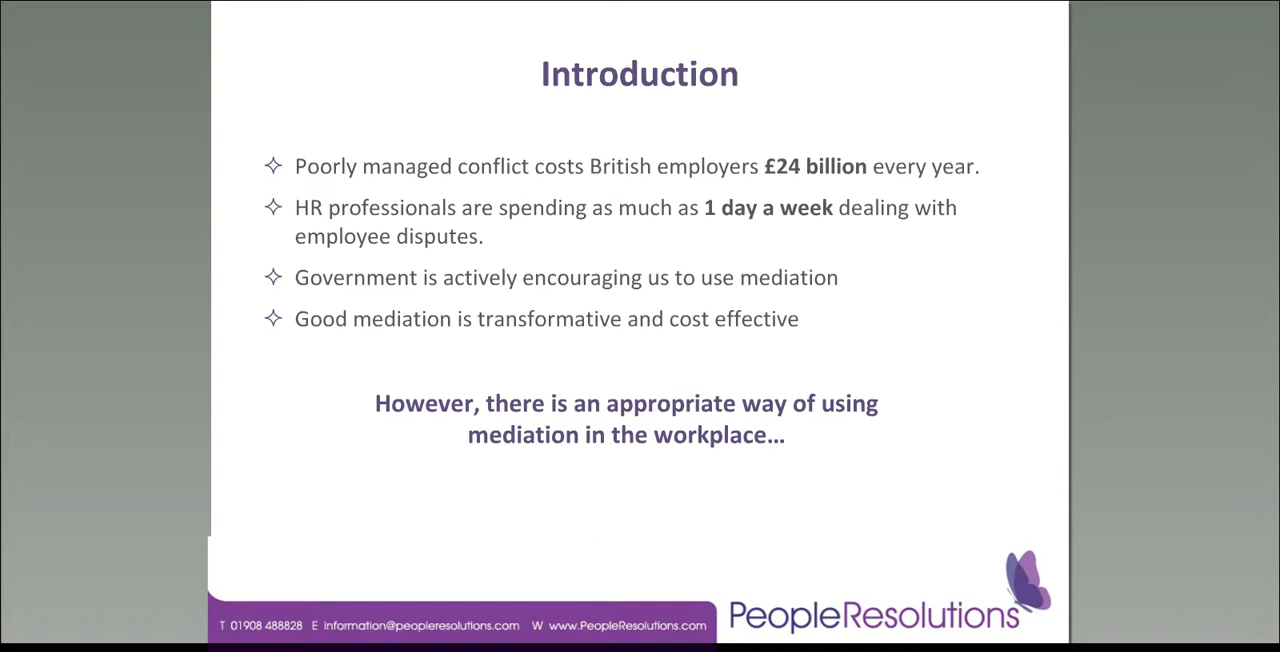 Introduction
Poorly managed conflict costs British employers £24 billion every year.
HR professionals are spending as much as 1 day a week dealing with
employee disputes.
Government is actively encouraging us to use mediation
Good mediation is transformative and cost effective
However, there is an appropriate way of using
mediation in the workplace…
T 01908 488828 E information@peopleresolutions.com W www.PeopleResolutions.com
PeopleResolutions